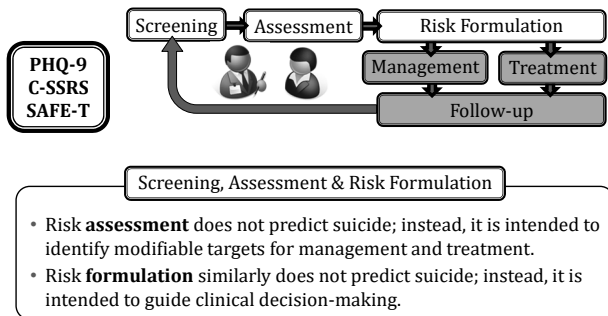 Screening
Assessment
Risk Formulation
PHQ-9
C-SSRS
SAFE-T
Management
Treatment
Follow-up
Screening, Assessment & Risk Formulation
• Risk assessment does not predict suicide; instead, it is intended to
identify modifiable targets for management and treatment.
• Risk formulation similarly does not predict suicide; instead, it is
intended to guide clinical decision-making.